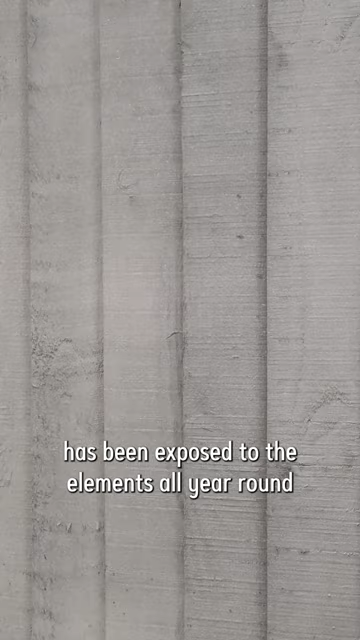 has been exposed to the
elements all year round